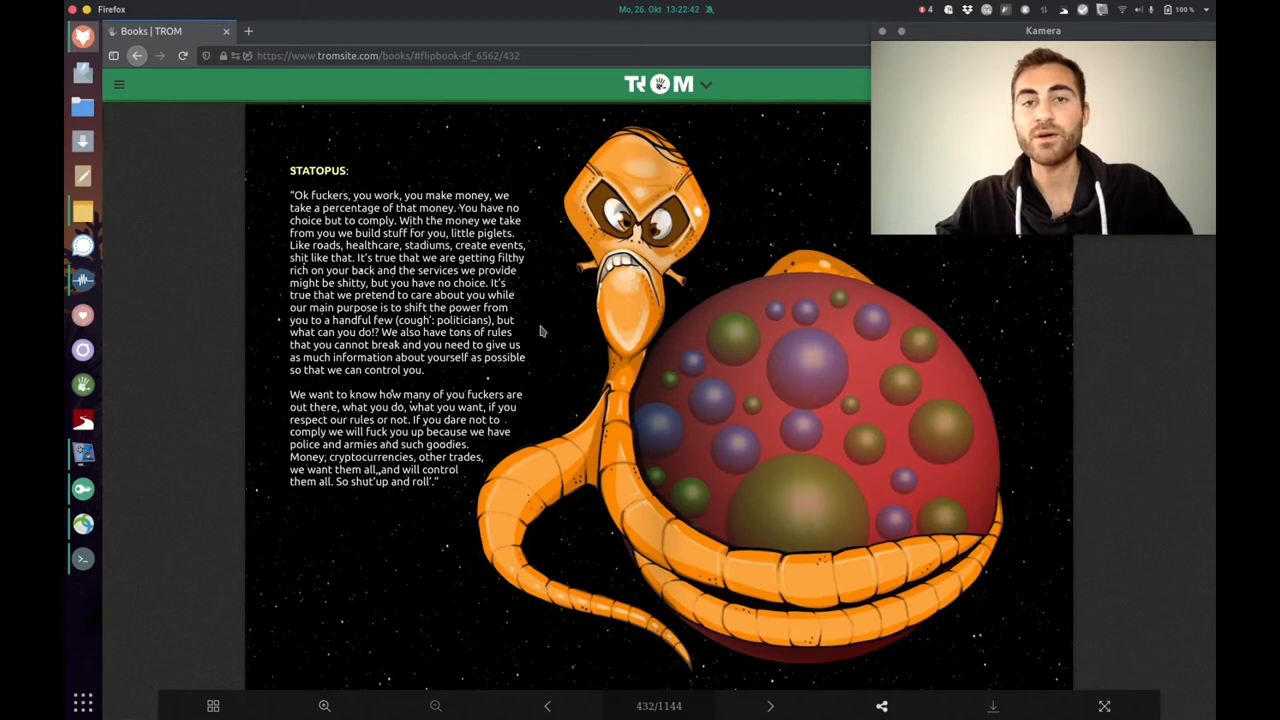 Firefox
Mo, 26. Okt 13:22:42
4
100 %
Books | TROM
https://www.tromsite.com/books/#flipbook-df_6562/432
Kamera
TROM
STATOPUS:
“Ok fuckers, you work, you make money, we
take a percentage of that money. You have no
choice but to comply. With the money we take
from you we build stuff for you, little piglets.
Like roads, healthcare, stadiums, create events,
shit like that. It’s true that we are getting filthy
rich on your back and the services we provide
might be shitty, but you have no choice. It’s
true that we pretend to care about you while
our main purpose is to shift the power from
you to a handful few (cough’: politicians), but
what can you do!? We also have tons of rules
that you cannot break and you need to give us
as much information about yourself as possible
so that we can control you.
We want to know how many of you fuckers are
out there, what you do, what you want, if you
respect our rules or not. If you dare not to
comply we will fuck you up because we have
police and armies and such goodies.
Money, cryptocurrencies, other trades,
we want them all, and will control
them all. So shut’up and roll’.”
432/1144